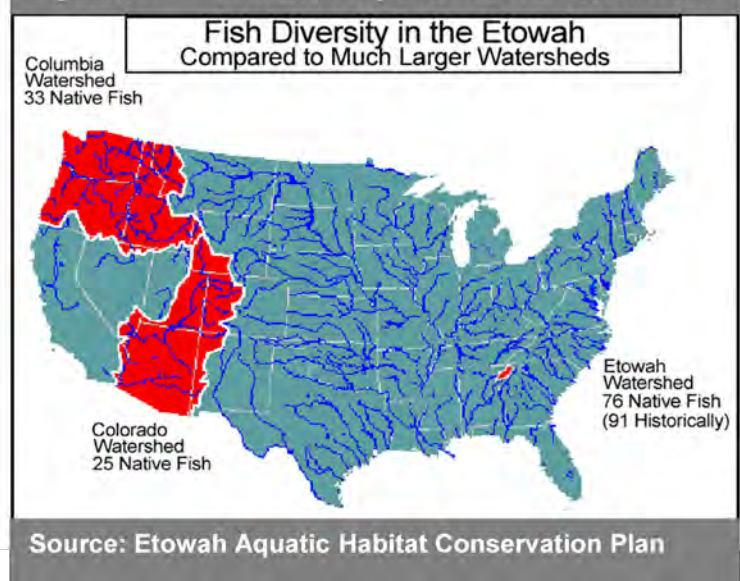 Fish Diversity in the Etowah
Compared to Much Larger Watersheds
Columbia
Watershed
33 Native Fish
Etowah
Watershed
76 Native Fish
(91 Historically)
Colorado
Watershed
25 Native Fish
Source: Etowah Aquatic Habitat Conservation Plan